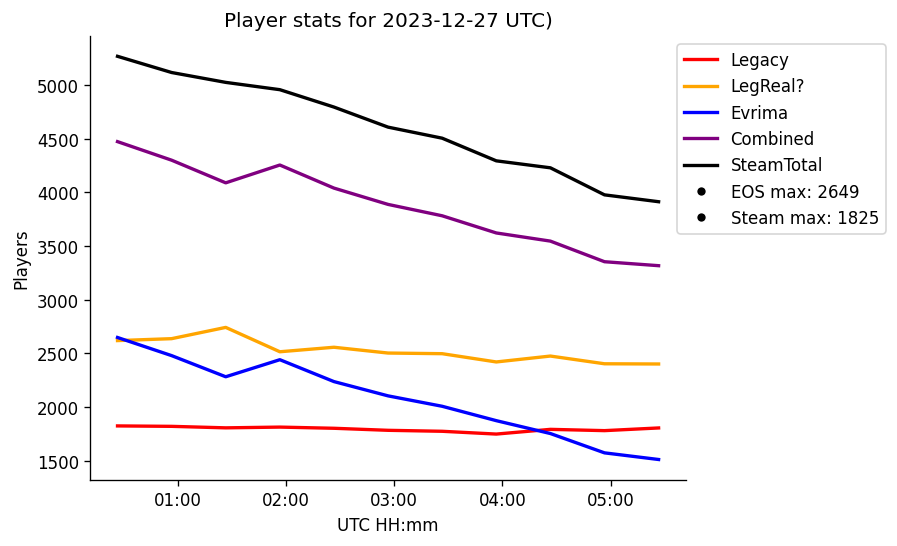 Player stats for 2023-12-27 UTC)
Legacy
LegReal?
Evrima
Combined
SteamTotal
EOS max: 2649
Steam max: 1825
Players
5000
4500
4000
3500
3000
2500
2000
1500
01:00 02:00 03:00 04:00 05:00
UTC HH:mm